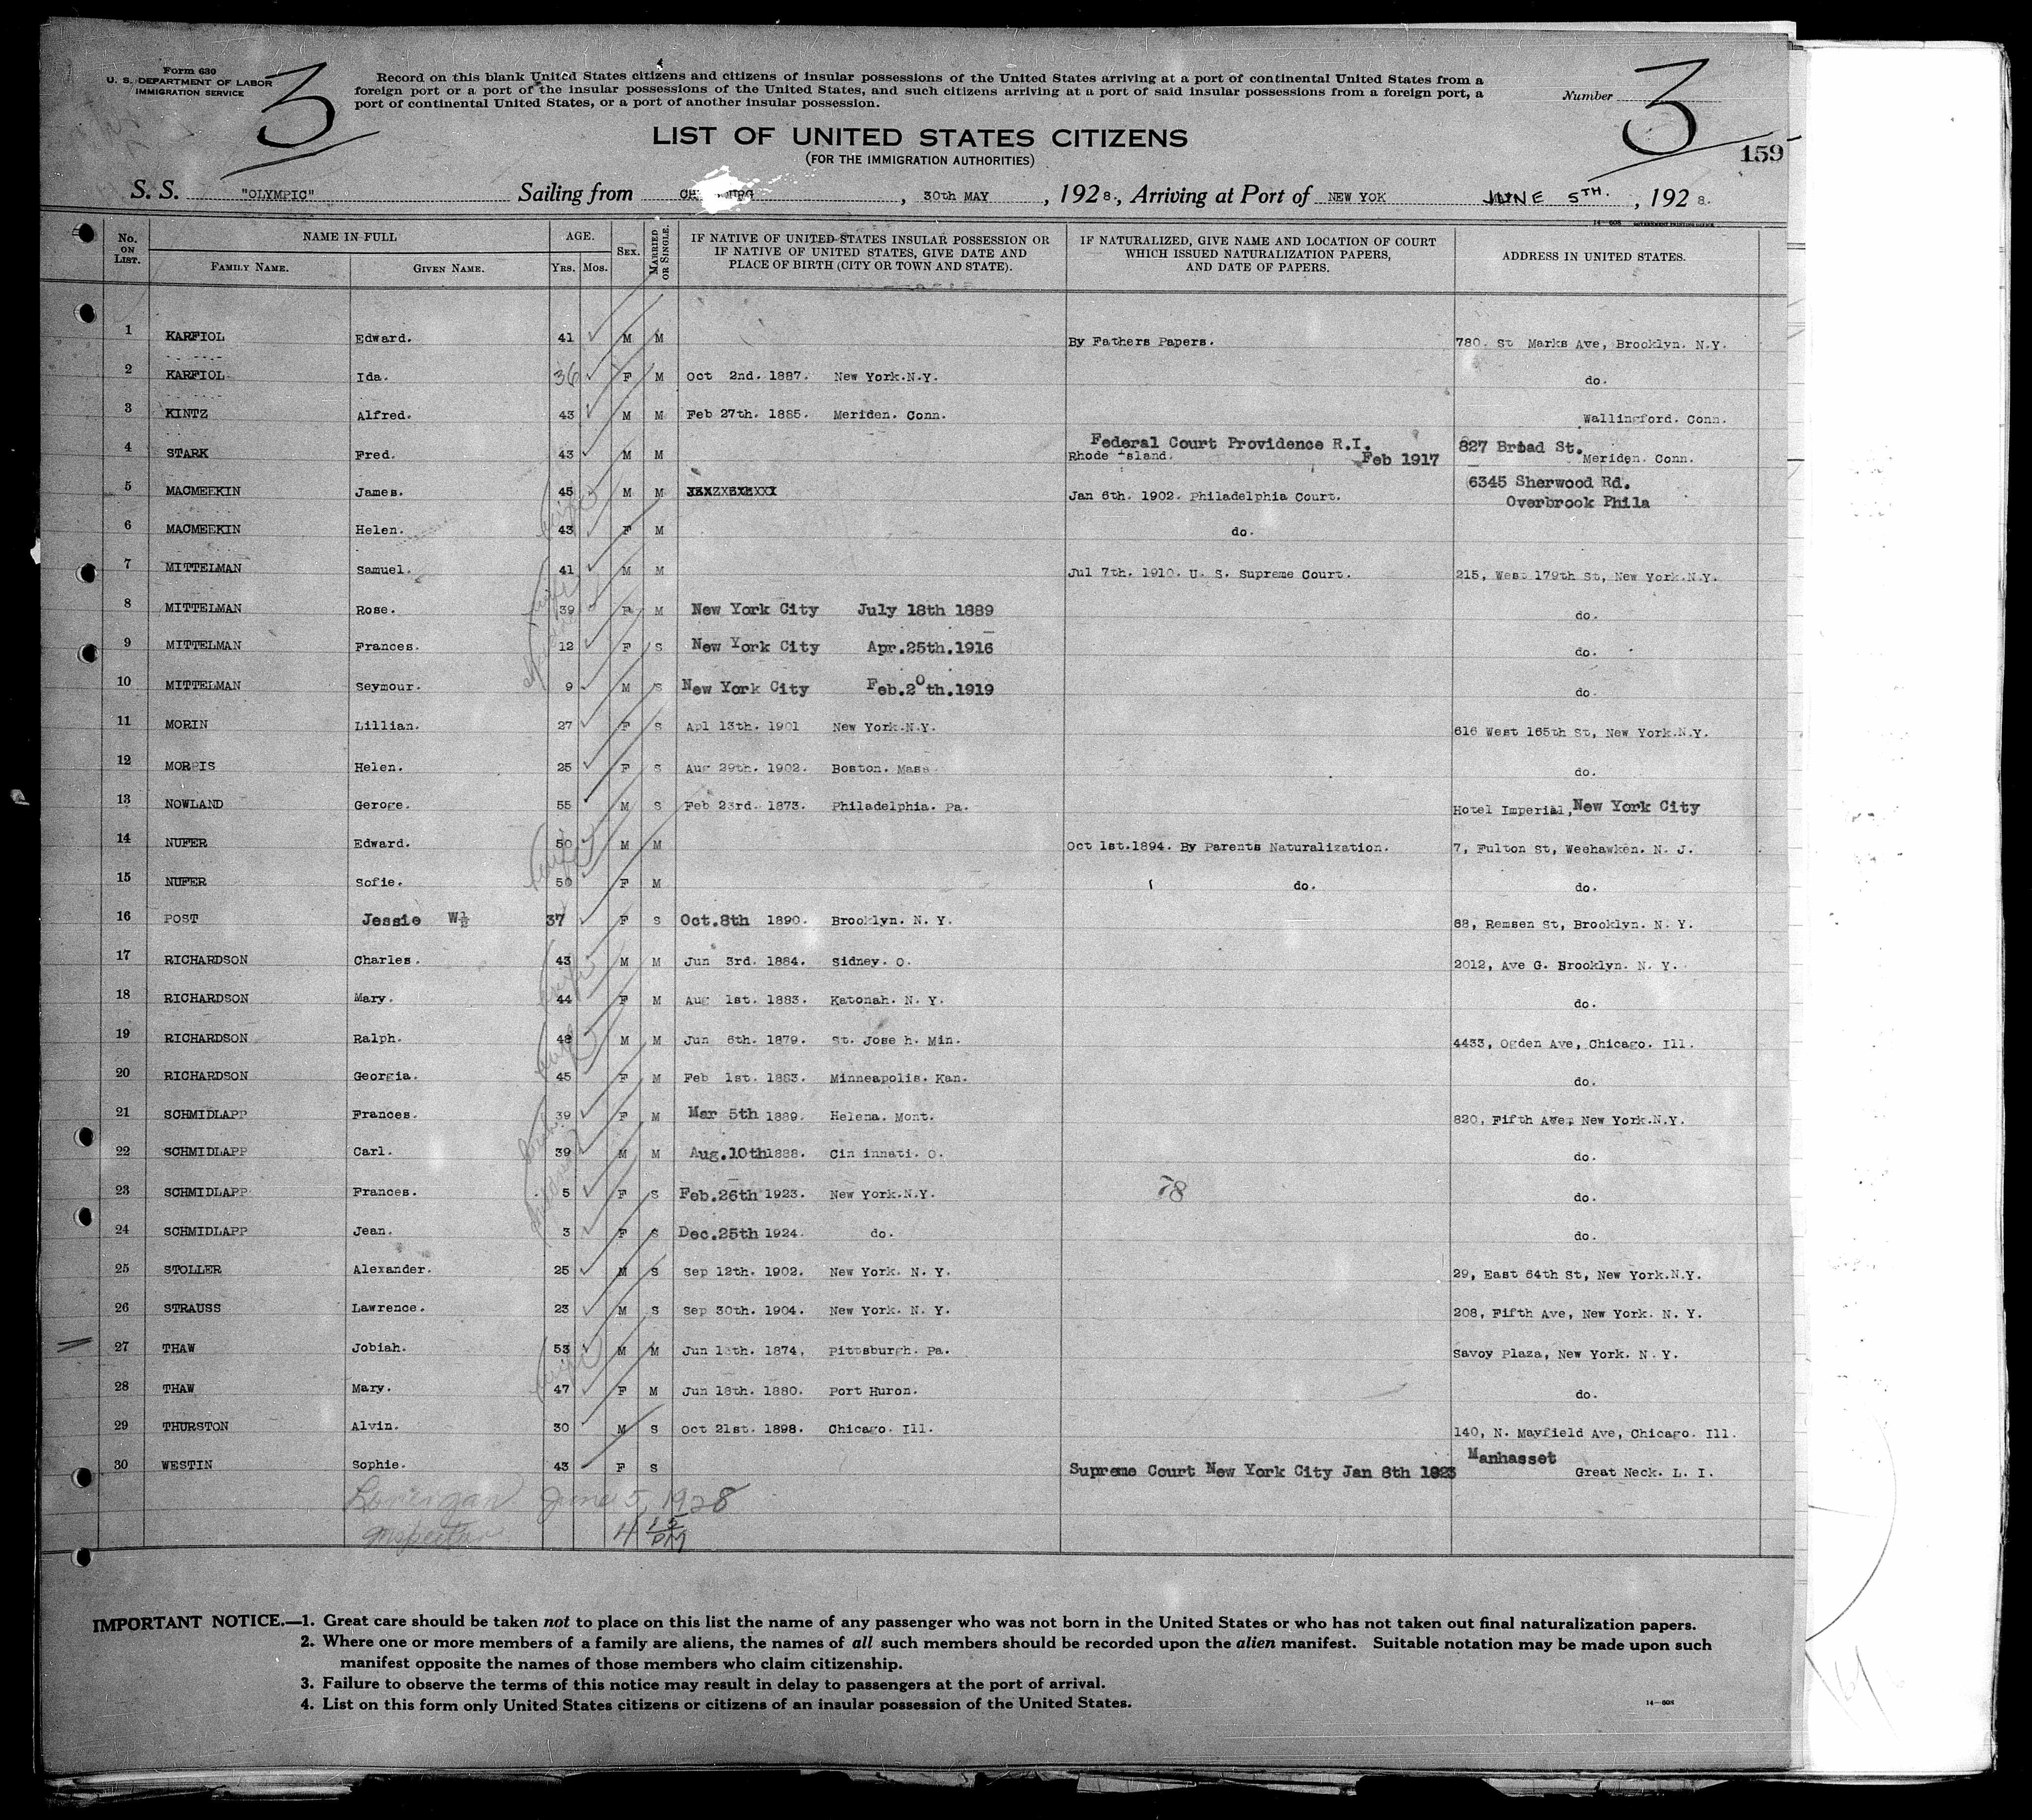 Form 630
U. S. DEPARTMENT OF LABOR
IMMIGRATION SERVICE
3
Record on this blank United States citizens and citizens of insular possessions of the United States arriving at a port of continental United States from a
foreign port or a port of the insular possessions of the United States, and such citizens arriving at a port of said insular possessions from a foreign port, a
port of continental United States, or a port of another insular possession.
Number 3
LIST OF UNITED STATES CITIZENS
(FOR THE IMMIGRATION AUTHORITIES)
159
S. S. "OLYMPIC" Sailing from , 30th MAY , 1928., Arriving at Port of NEW YOK JUNE 5TH. , 1928.
14-608 GOVERNMENT PRINTING OFFICE
No. ON LIST. NAME IN FULL AGE. SEX. MARRIED OR SINGLE. IF NATIVE OF UNITED STATES INSULAR POSSESSION OR IF NATIVE OF UNITED STATES, GIVE DATE AND PLACE OF BIRTH (CITY OR TOWN AND STATE). IF NATURALIZED, GIVE NAME AND LOCATION OF COURT WHICH ISSUED NATURALIZATION PAPERS, AND DATE OF PAPERS. ADDRESS IN UNITED STATES.
FAMILY NAME. GIVEN NAME. YRS. MOS.
1 KARFIOL Edward. 41 M M By Fathers Papers. 780. St Marks Ave, Brooklyn. N.Y.
2 KARFIOL Ida. 36 F M Oct 2nd. 1887. New York.N.Y. do.
3 KINTZ Alfred. 43 M M Feb 27th. 1885. Meriden. Conn. Wallingford. Conn.
4 STARK Fred. 43 M M Federal Court Providence R.I. Rhode Island. Feb 1917 827 Broad St. Meriden. Conn.
5 MACMEEKIN James. 45 M M Jan 6th. 1902. Philadelphia Court. 6345 Sherwood Rd. Overbrook Phila
6 MACMEEKIN Helen. 43 F M do.
7 MITTELMAN Samuel. 41 M M Jul 7th. 1910. U. S. Supreme Court. 215, West 179th St, New York.N.Y.
8 MITTELMAN Rose. 39 F M New York City July 18th 1889 do.
9 MITTELMAN Frances. 12 F S New York City Apr.25th.1916 do.
10 MITTELMAN Seymour. 9 M S New York City Feb.20th.1919 do.
11 MORIN Lillian. 27 F S Apl 13th. 1901 New York.N.Y. 616 West 165th St, New York.N.Y.
12 MORRIS Helen. 25 F S Aug 29th. 1902. Boston. Mass do.
13 NOWLAND Geroge. 55 M S Feb 23rd. 1873. Philadelphia. Pa. Hotel Imperial, New York City
14 NUFER Edward. 50 M M Oct 1st.1894. By Parents Naturalization. 7, Fulton St, Weehawken. N. J.
15 NUFER Sofie. 50 F M do. do.
16 POST Jessie W½ 37 F S Oct.8th 1890. Brooklyn. N. Y. 68, Remsen St, Brooklyn. N. Y.
17 RICHARDSON Charles. 43 M M Jun 3rd. 1884. Sidney. O. 2012, Ave G. Brooklyn. N. Y.
18 RICHARDSON Mary. 44 F M Aug 1st. 1883. Katonah. N. Y. do.
19 RICHARDSON Ralph. 48 M M Jun 6th. 1879. St. Jose h. Min. 4433, Ogden Ave, Chicago. Ill.
20 RICHARDSON Georgia. 45 F M Feb 1st. 1883. Minneapolis. Kan. do.
21 SCHMIDLAPP Frances. 39 F M Mar 5th 1889. Helena. Mont. 820, Fifth Ave, New York.N.Y.
22 SCHMIDLAPP Carl. 39 M M Aug.10th 1888. Cin innati. O. do.
23 SCHMIDLAPP Frances. 5 F S Feb.26th 1923. New York.N.Y. 78 do.
24 SCHMIDLAPP Jean. 3 F S Dec.25th 1924. do. do.
25 STOLLER Alexander. 25 M S Sep 12th. 1902. New York. N. Y. 29, East 64th St, New York.N.Y.
26 STRAUSS Lawrence. 23 M S Sep 30th. 1904. New York. N. Y. 208, Fifth Ave, New York. N. Y.
27 THAW Jobiah. 53 M M Jun 1874, Pittsburgh. Pa. Savoy Plaza, New York. N. Y.
28 THAW Mary. 47 F M Jun 18th. 1880. Port Huron. do.
29 THURSTON Alvin. 30 M S Oct 21st. 1898. Chicago. Ill. 140, N. Mayfield Ave, Chicago. Ill.
30 WESTIN Sophie. 43 F S Supreme Court New York City Jan 8th 1923 Manhasset Great Neck. L. I.
June 5, 1928
Inspector
IMPORTANT NOTICE.—1. Great care should be taken not to place on this list the name of any passenger who was not born in the United States or who has not taken out final naturalization papers.
2. Where one or more members of a family are aliens, the names of all such members should be recorded upon the alien manifest. Suitable notation may be made upon such
manifest opposite the names of those members who claim citizenship.
3. Failure to observe the terms of this notice may result in delay to passengers at the port of arrival.
4. List on this form only United States citizens or citizens of an insular possession of the United States.
14-608